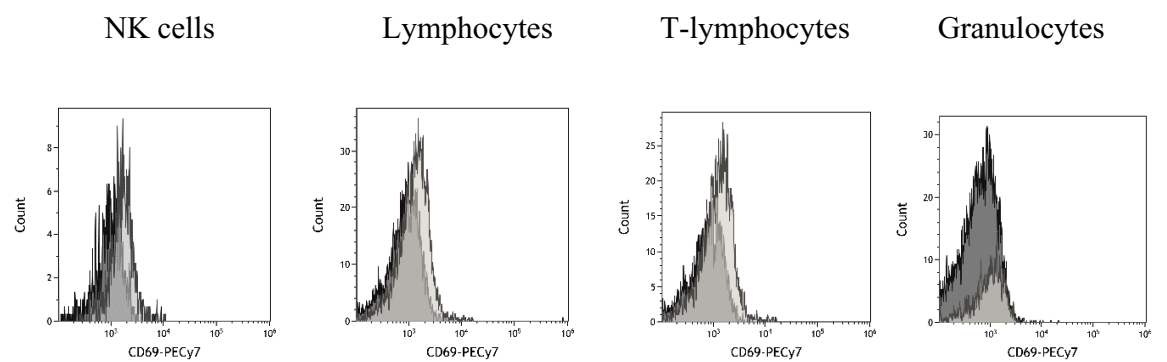 NK cells
Lymphocytes
T-lymphocytes
Granulocytes
Count
8
6
4
2
0
10³
10⁴
10⁵
10⁶
CD69-PECy7
Count
30
20
10
0
10³
10⁴
10⁵
10⁶
CD69-PECy7
Count
25
20
15
10
5
0
10³
10⁴
10⁵
10⁶
CD69-PECy7
Count
30
20
10
0
10³
10⁴
10⁵
10⁶
CD69-PECy7